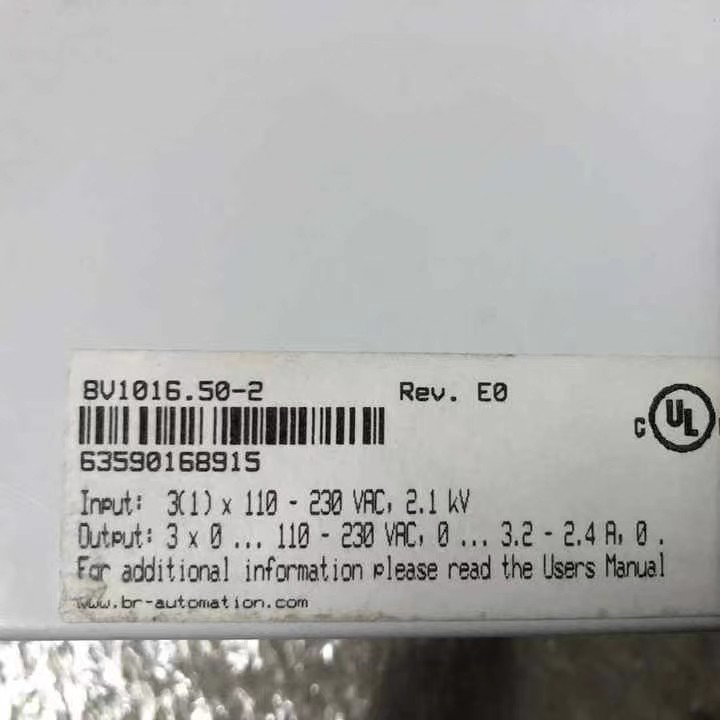 8V1016.50-2 Rev. E0
63590168915
Input: 3(1) x 110 - 230 VAC, 2.1 kV
Output: 3 x 0 ... 110 - 230 VAC, 0 ... 3.2 - 2.4 A, 0 .
For additional information please read the Users Manual
www.br-automation.com
C UL